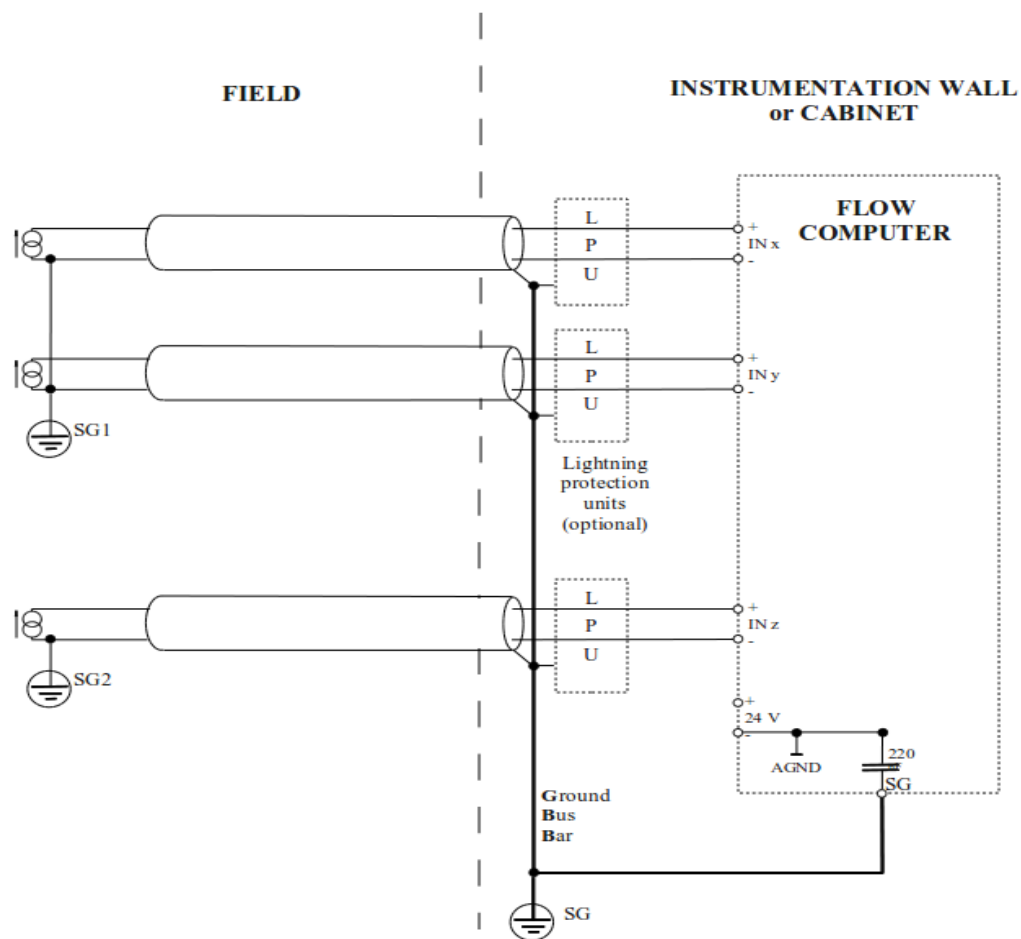 FIELD
INSTRUMENTATION WALL
or CABINET
FLOW
COMPUTER
L
P
U
+
IN x
-
L
P
U
+
IN y
-
SG1
Lightning
protection
units
(optional)
L
P
U
+
IN z
-
SG2
+
24 V
-
AGND
220
SG
Ground
Bus
Bar
SG